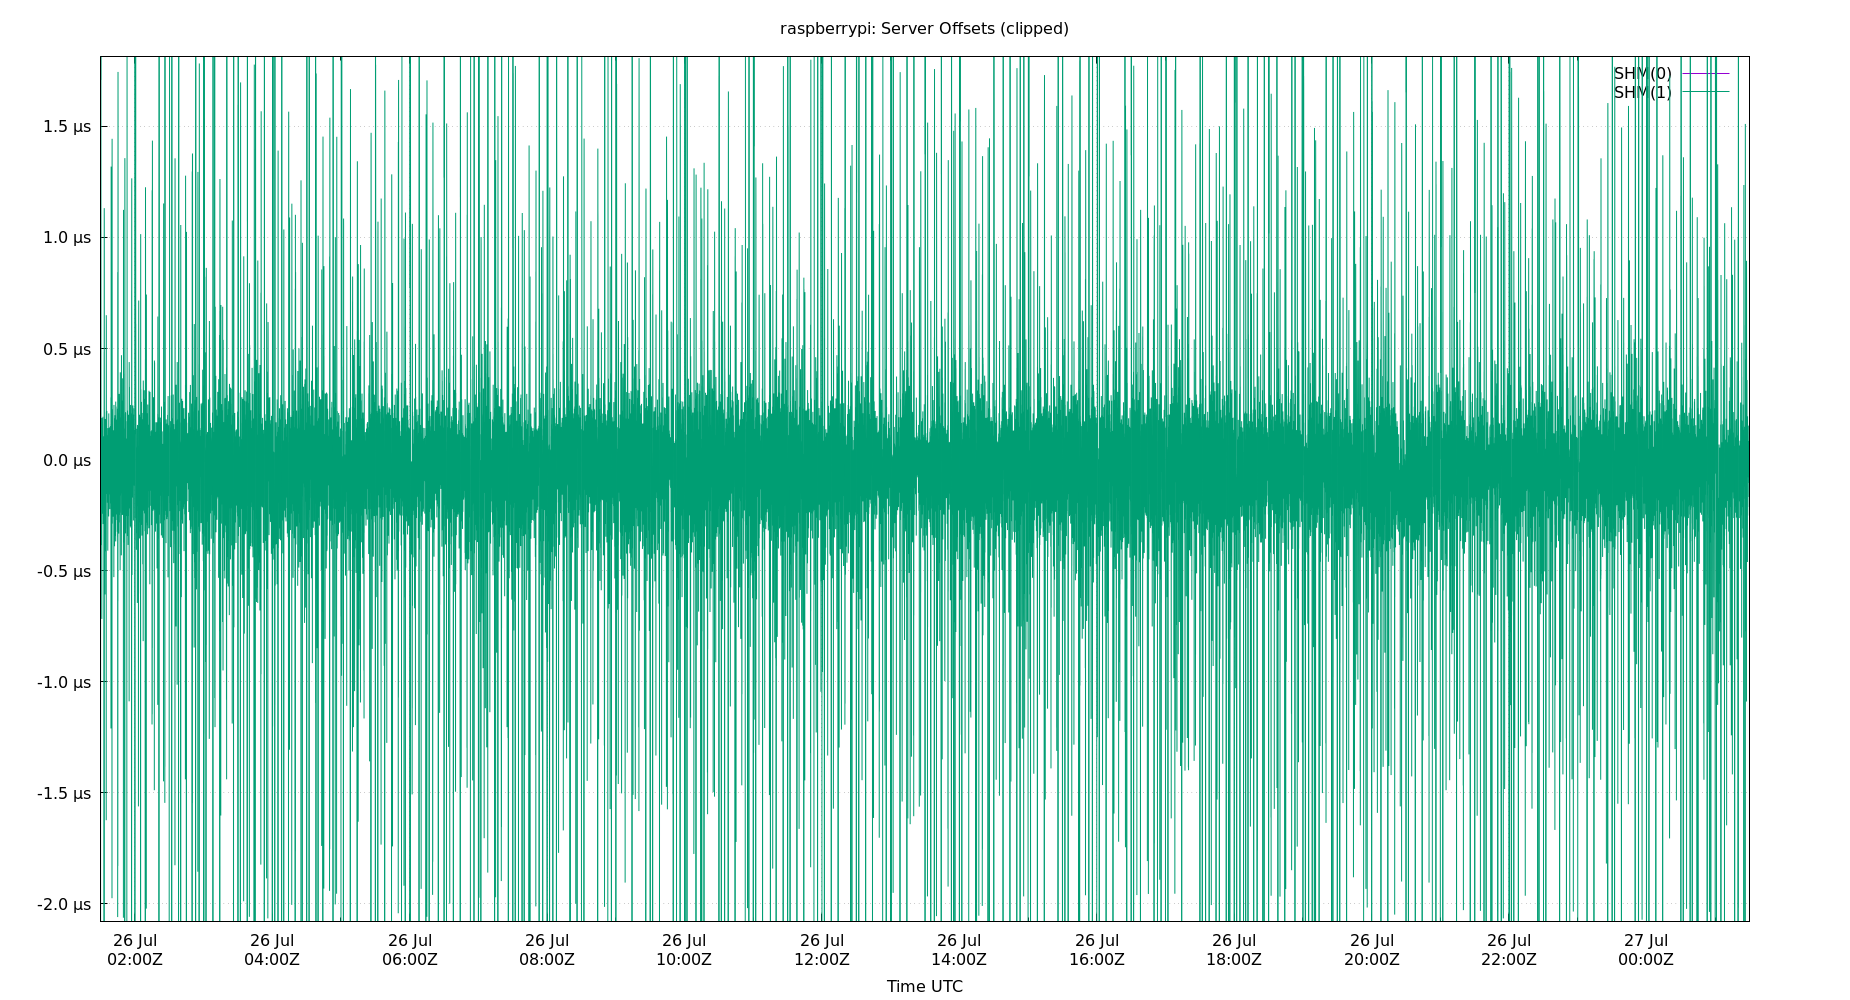 raspberrypi: Server Offsets (clipped)
SHM(0)
SHM(1)
1.5 μs
1.0 μs
0.5 μs
0.0 μs
-0.5 μs
-1.0 μs
-1.5 μs
-2.0 μs
26 Jul 26 Jul 26 Jul 26 Jul 26 Jul 26 Jul 26 Jul 26 Jul 26 Jul 26 Jul 26 Jul 27 Jul
02:00Z 04:00Z 06:00Z 08:00Z 10:00Z 12:00Z 14:00Z 16:00Z 18:00Z 20:00Z 22:00Z 00:00Z
Time UTC